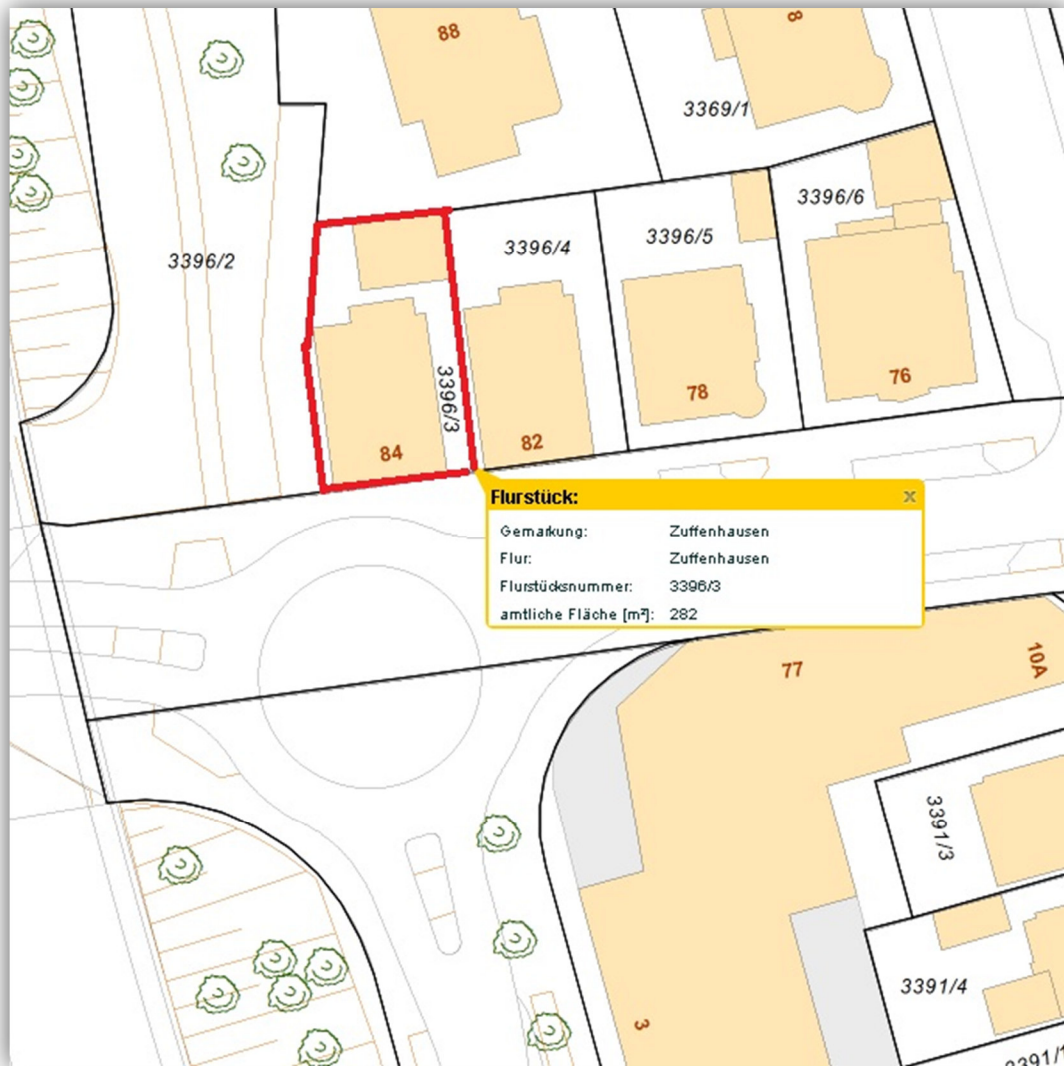 88
8
3369/1
3396/6
3396/4
3396/5
3396/2
3396/3
84
82
78
76
Flurstück: x
Gemarkung: Zuffenhausen
Flur: Zuffenhausen
Flurstücksnummer: 3396/3
amtliche Fläche [m²]: 282
77
10A
3391/3
3391/4
3